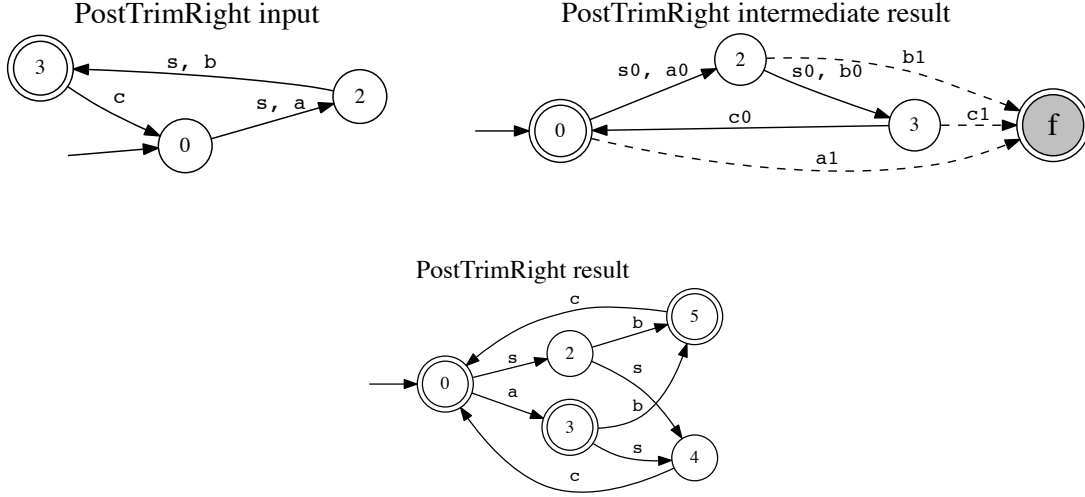 PostTrimRight input
3
s, b
2
c
s, a
0
PostTrimRight intermediate result
2
b1
s0, a0
s0, b0
0
c0
3
c1
f
a1
PostTrimRight result
c
5
b
2
s
s
0
a
b
3
s
4
c